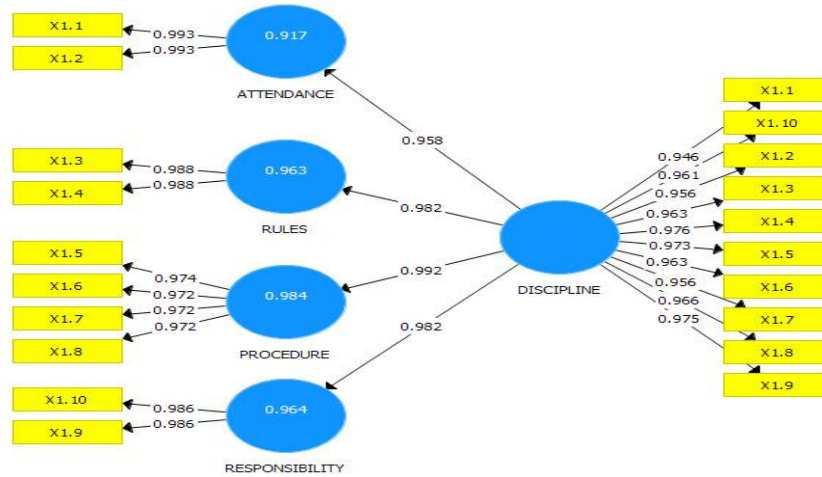 X1.1
0.993
X1.2
0.993
0.917
ATTENDANCE
X1.3
0.988
X1.4
0.988
0.963
RULES
X1.5
0.974
X1.6
0.972
X1.7
0.972
X1.8
0.972
0.984
PROCEDURE
X1.10
0.986
X1.9
0.986
0.964
RESPONSIBILITY
0.958
0.982
0.992
0.982
DISCIPLINE
0.946
0.961
0.956
0.963
0.976
0.973
0.963
0.956
0.966
0.975
X1.1
X1.10
X1.2
X1.3
X1.4
X1.5
X1.6
X1.7
X1.8
X1.9